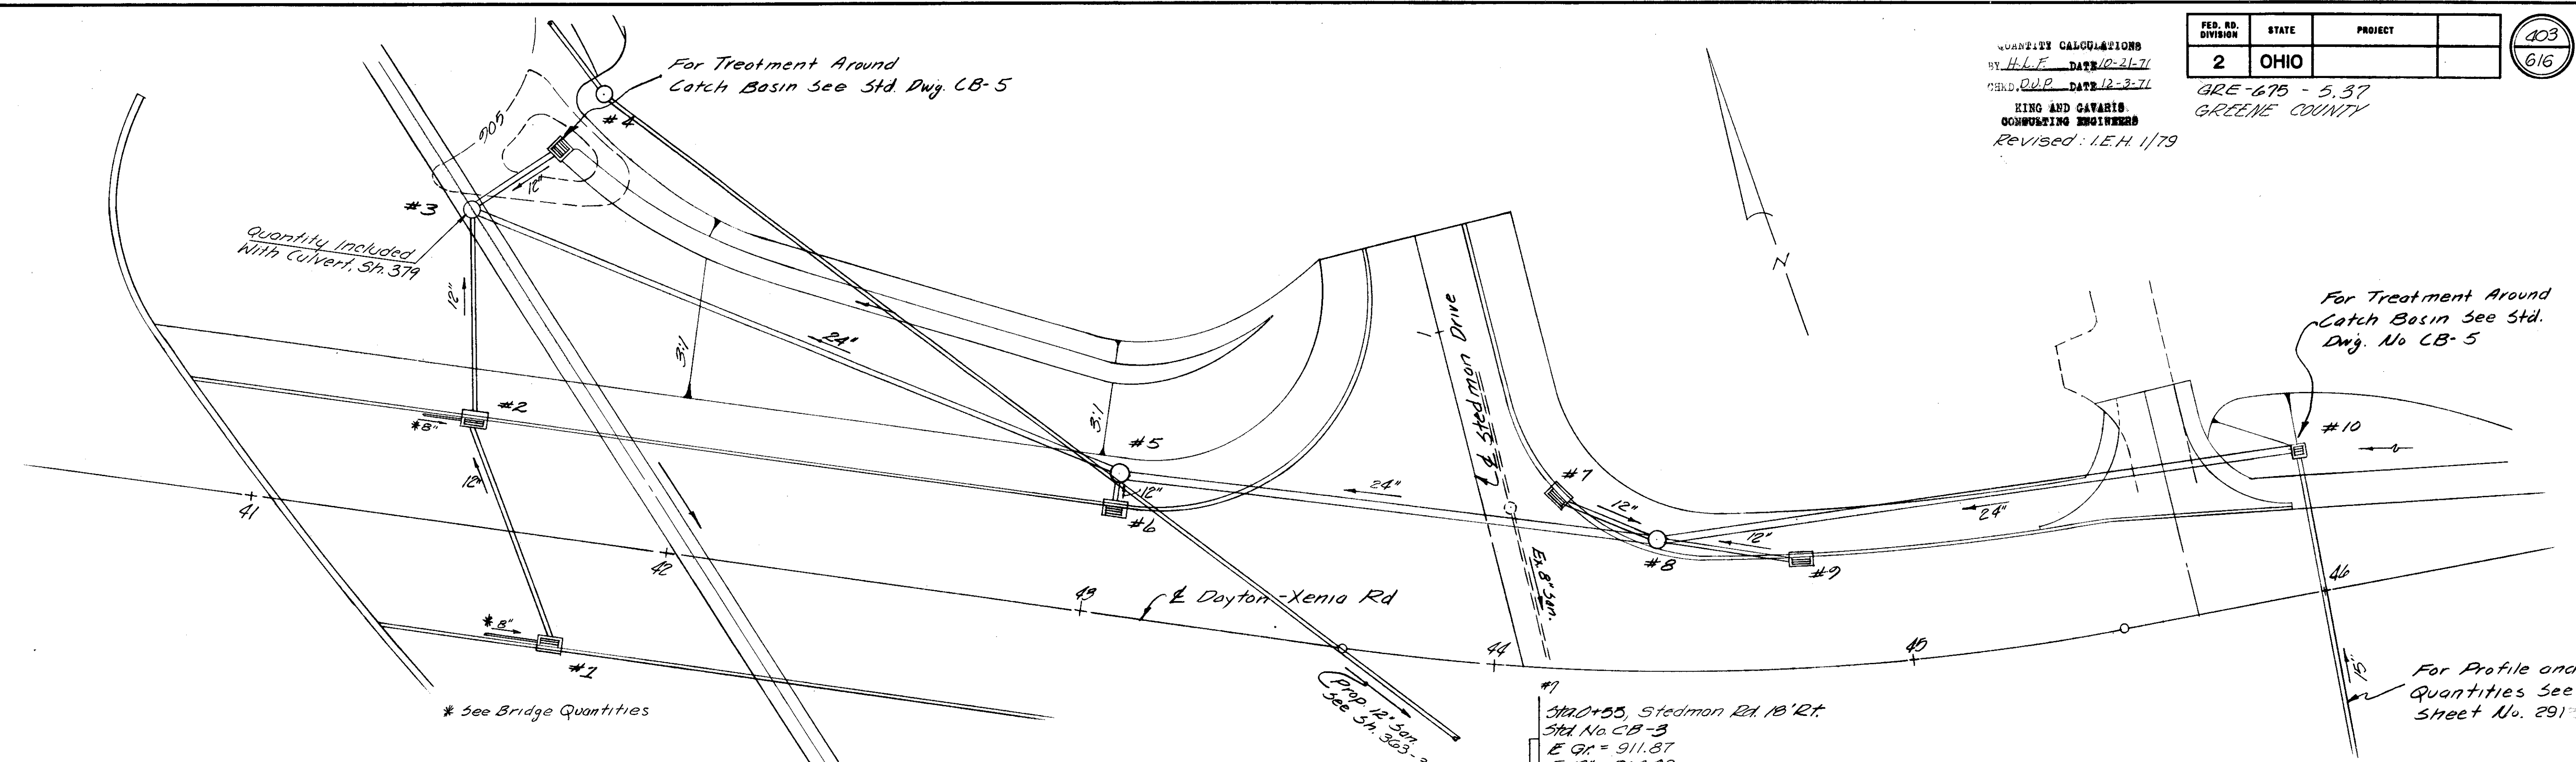 FED. RD. DIVISION STATE PROJECT
2 OHIO
403
616
GRE-675 - 5.37
GREENE COUNTY
QUANTITY CALCULATIONS
BY H.L.F. DATE 10-21-71
CHKD. D.J.P. DATE 12-3-71
KING AND GAVARIS
CONSULTING ENGINEERS
Revised: I.E.H. 1/79
For Treatment Around
Catch Basin See Std. Dwg. CB-5
#4
905
12"
#3
Quantity Included
With Culvert, Sh. 379
12"
3:1
24"
3:1
#2
*8"
12"
#5
12"
#6
24"
℄ Stedman Drive
N
#7
12"
#8
12"
#9
24"
For Treatment Around
Catch Basin See Std.
Dwg. No CB-5
#10
41
42
43
44
45
46
℄ Dayton-Xenia Rd
Ex. 8" San.
*8"
#1
* See Bridge Quantities
Prop. 12" San.
See Sh. 363-
15"
For Profile and
Quantities See
Sheet No. 291
#7
Sta. 0+55, Stedman Rd. 18' Rt.
Std. No. CB-3
E Gr. = 911.87